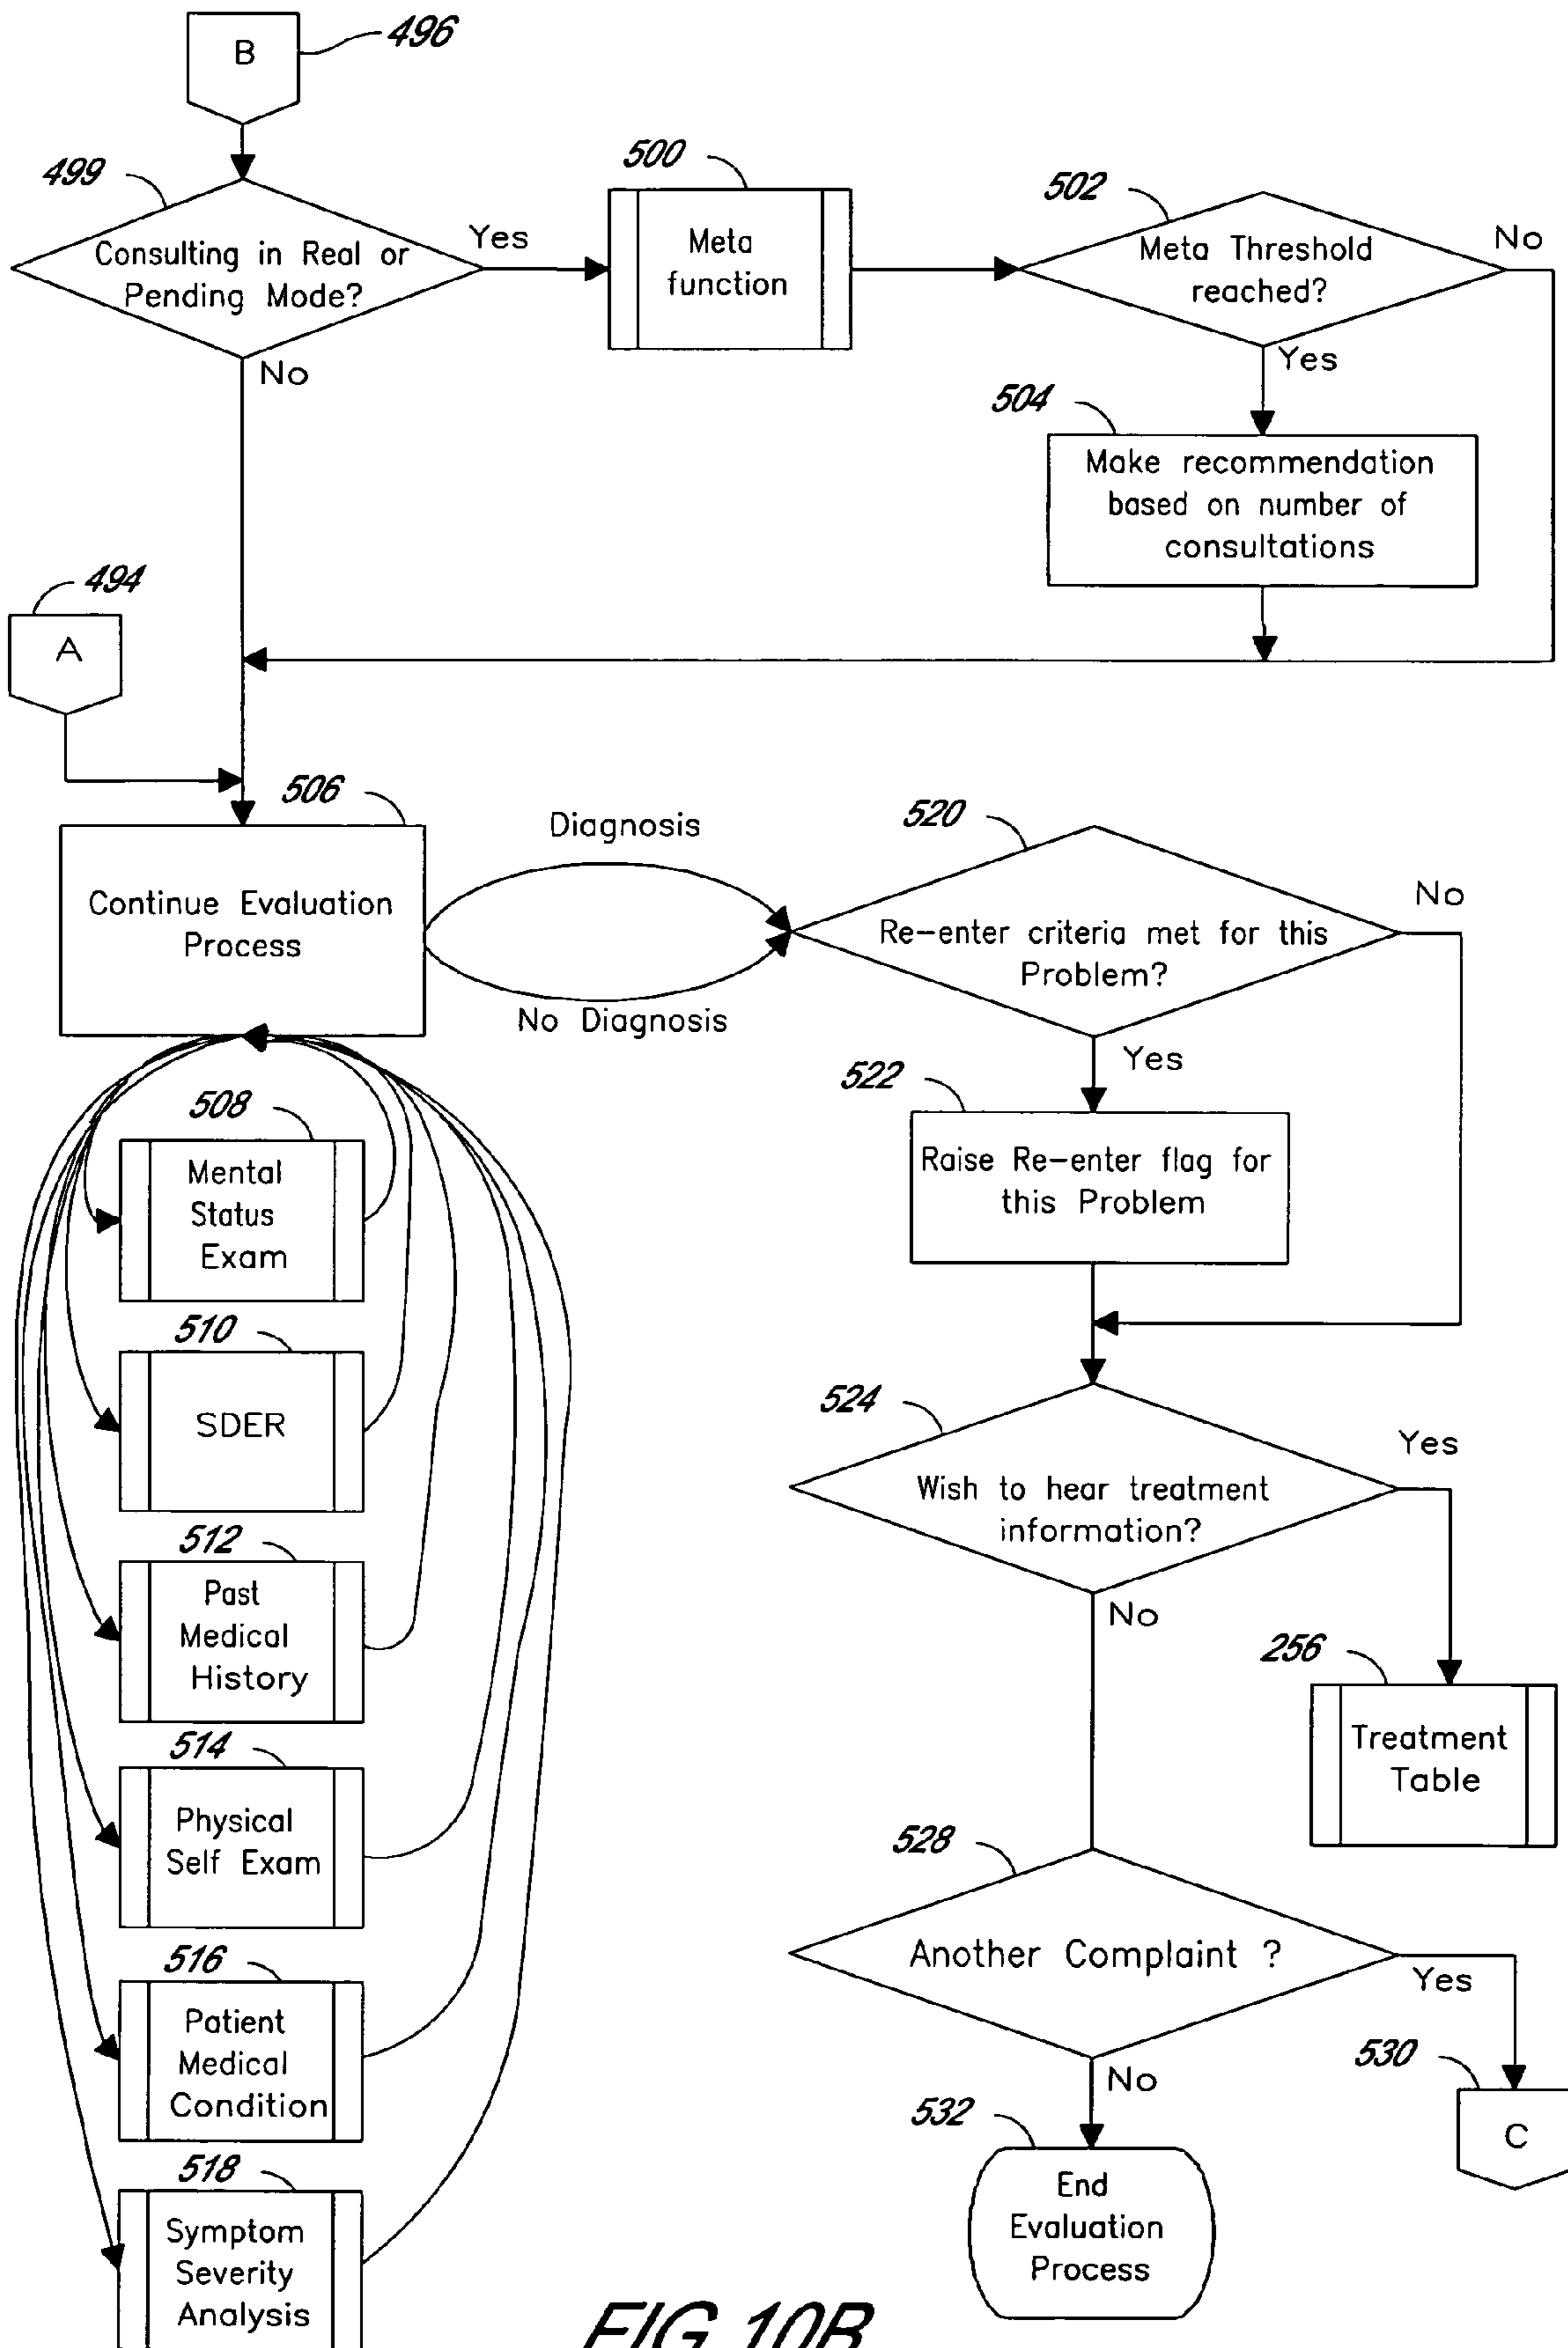 B
496
499
Consulting in Real or
Pending Mode?
Yes
No
500
Meta
function
502
Meta Threshold
reached?
No
Yes
504
Make recommendation
based on number of
consultations
494
A
506
Continue Evaluation
Process
Diagnosis
No Diagnosis
520
Re-enter criteria met for this
Problem?
No
Yes
522
Raise Re-enter flag for
this Problem
508
Mental
Status
Exam
510
SDER
512
Past
Medical
History
514
Physical
Self Exam
516
Patient
Medical
Condition
518
Symptom
Severity
Analysis
524
Wish to hear treatment
information?
Yes
No
256
Treatment
Table
528
Another Complaint ?
Yes
No
530
C
532
End
Evaluation
Process
FIG.10B